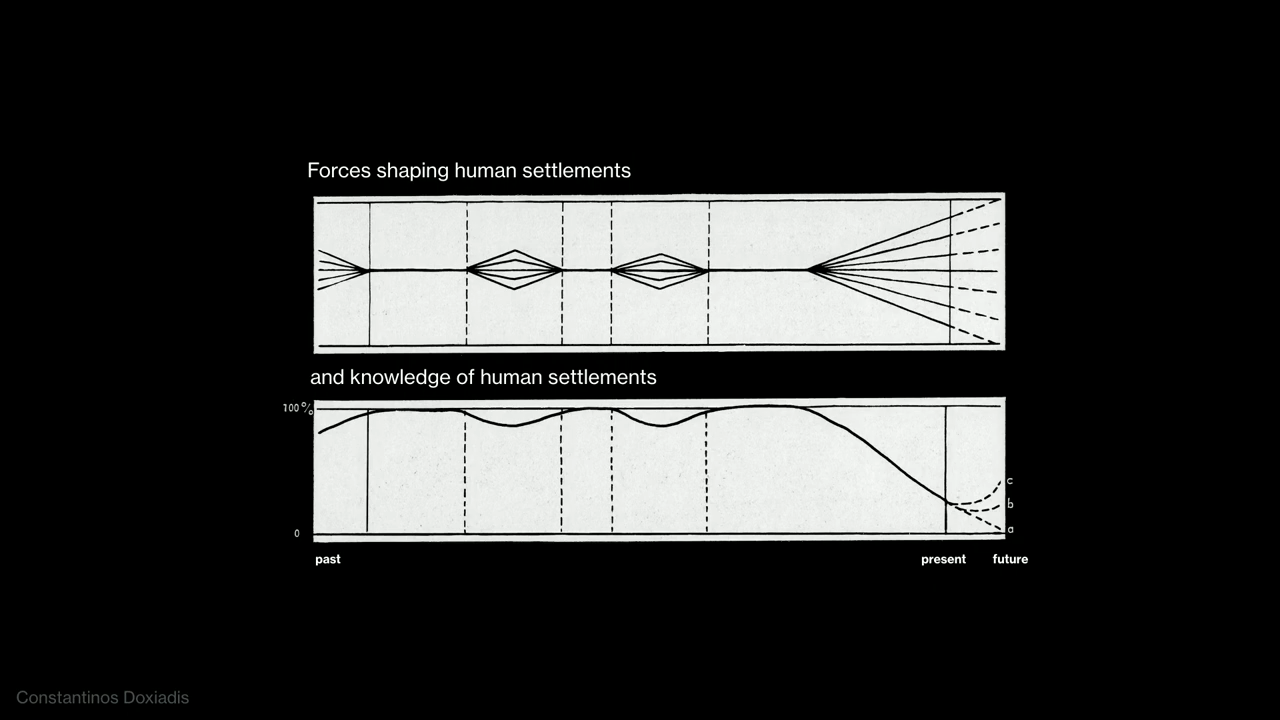 Forces shaping human settlements
and knowledge of human settlements
100%
c
b
0
a
past
present
future
Constantinos Doxiadis